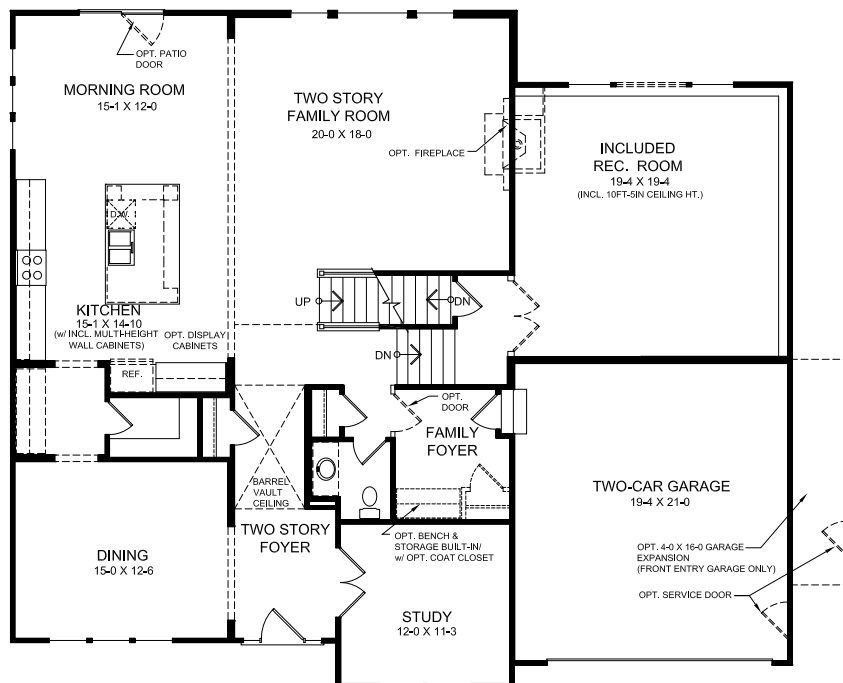 OPT. PATIO
DOOR
MORNING ROOM
15-1 X 12-0
TWO STORY
FAMILY ROOM
20-0 X 18-0
OPT. FIREPLACE
INCLUDED
REC. ROOM
19-4 X 19-4
(INCL. 10FT-5IN CEILING HT.)
D.W.
UP
DN
KITCHEN
15-1 X 14-10
(w/ INCL. MULTI-HEIGHT
WALL CABINETS)
OPT. DISPLAY
CABINETS
REF.
DN
OPT.
DOOR
FAMILY
FOYER
BARREL
VAULT
CEILING
TWO-CAR GARAGE
19-4 X 21-0
TWO STORY
FOYER
OPT. BENCH &
STORAGE BUILT-IN/
w/ OPT. COAT CLOSET
DINING
15-0 X 12-6
OPT. 4-0 X 16-0 GARAGE
EXPANSION
(FRONT ENTRY GARAGE ONLY)
OPT. SERVICE DOOR
STUDY
12-0 X 11-3